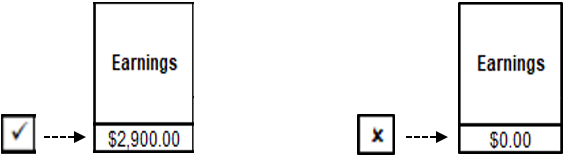 Earnings
✓ $2,900.00
Earnings
x $0.00